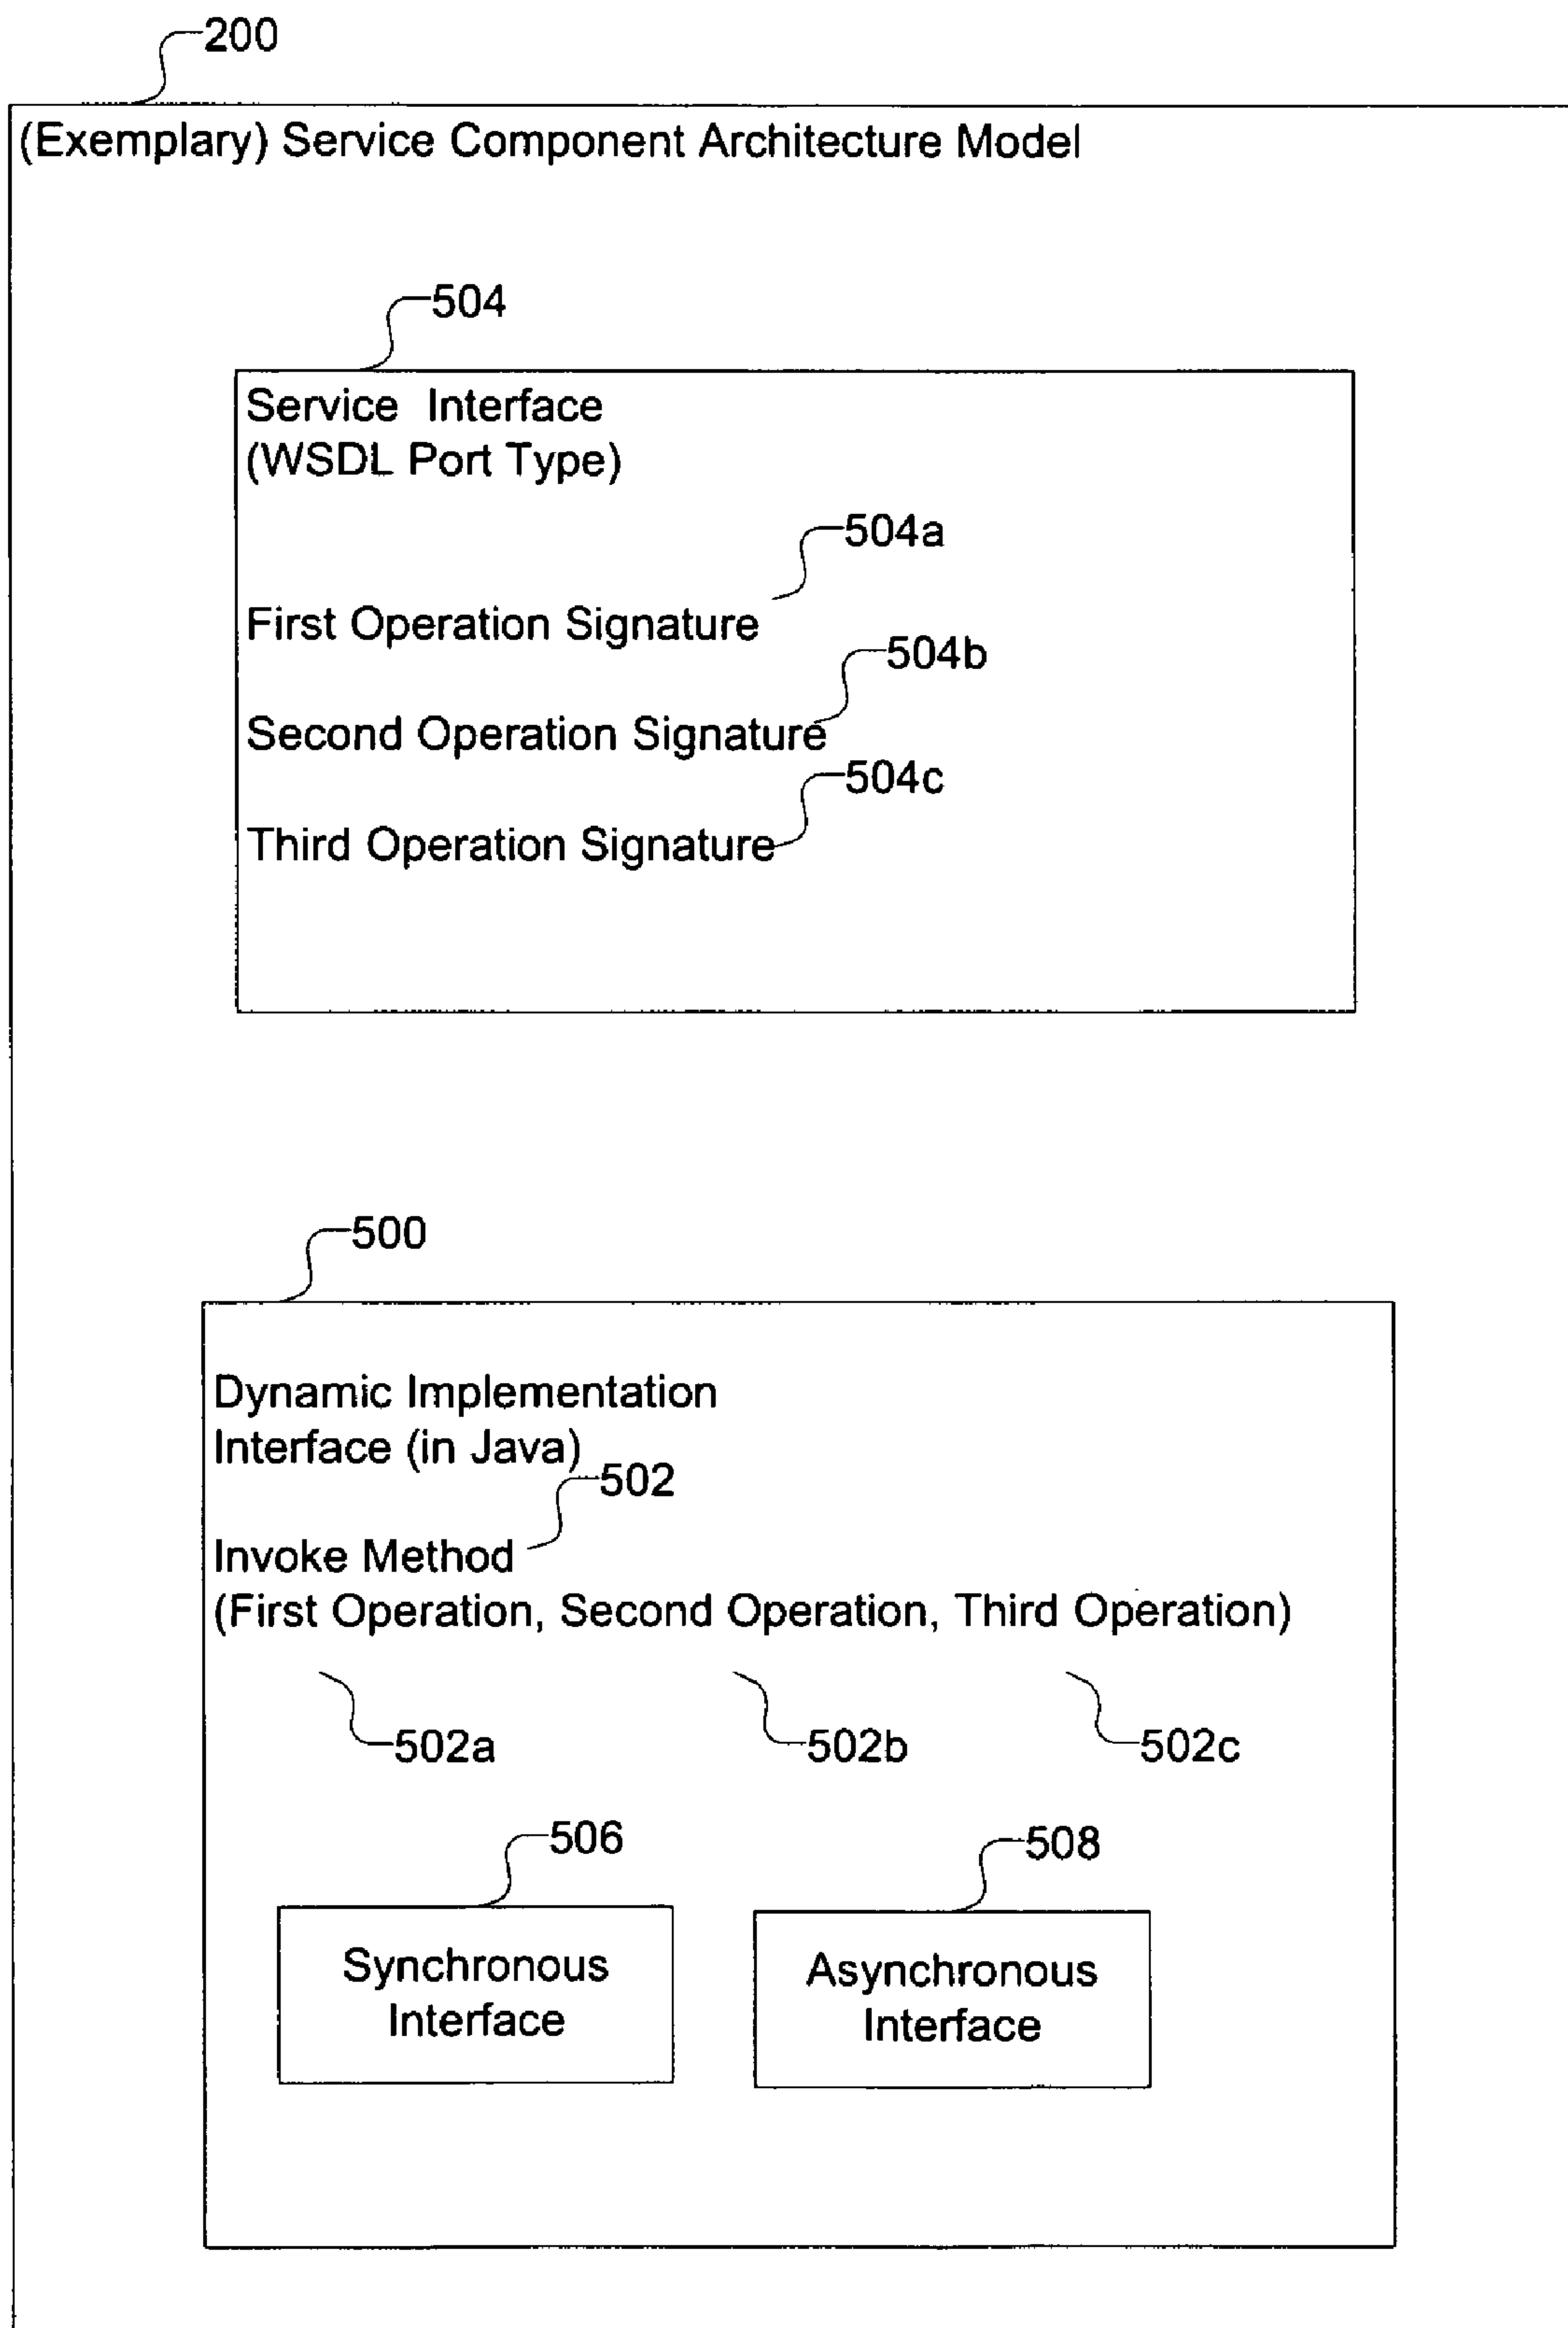 200
(Exemplary) Service Component Architecture Model
504
Service Interface
(WSDL Port Type)
504a
First Operation Signature
504b
Second Operation Signature
504c
Third Operation Signature
500
Dynamic Implementation
Interface (in Java)
502
Invoke Method
(First Operation, Second Operation, Third Operation)
502a
502b
502c
506
508
Synchronous
Interface
Asynchronous
Interface